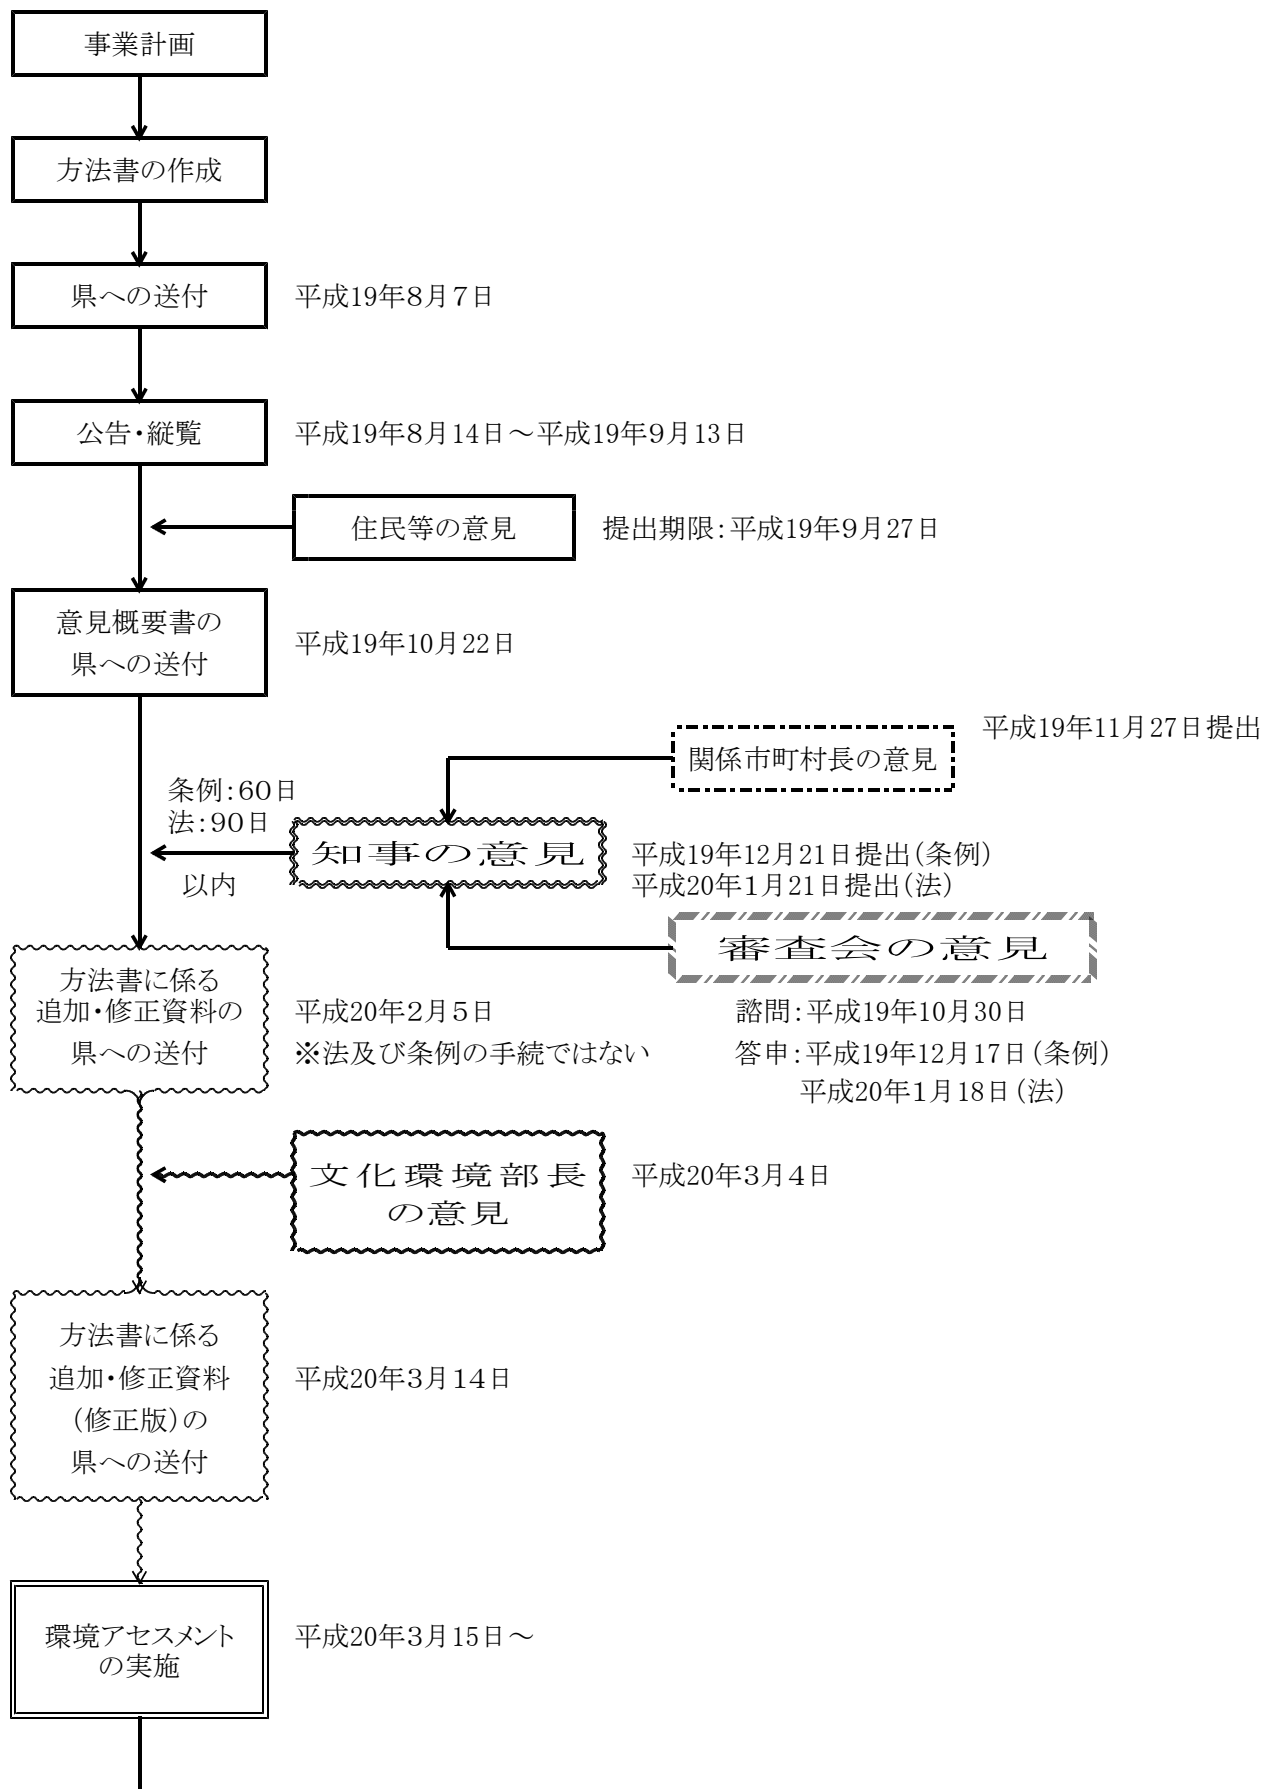 事業計画
方法書の作成
県への送付
平成19年８月７日
公告・縦覧
平成19年８月14日～平成19年９月13日
住民等の意見
提出期限：平成19年９月27日
意見概要書の
県への送付
平成19年10月22日
平成19年11月27日提出
関係市町村長の意見
条例：６０日
法：９０日
以内
知事の意見
平成19年12月21日提出（条例）
平成20年１月21日提出（法）
審査会の意見
諮問：平成19年10月30日
答申：平成19年12月17日（条例）
平成20年１月18日（法）
方法書に係る
追加・修正資料の
県への送付
平成20年２月５日
※法及び条例の手続ではない
文化環境部長
の意見
平成20年３月４日
方法書に係る
追加・修正資料
（修正版）の
県への送付
平成20年３月１４日
環境アセスメント
の実施
平成20年３月15日～